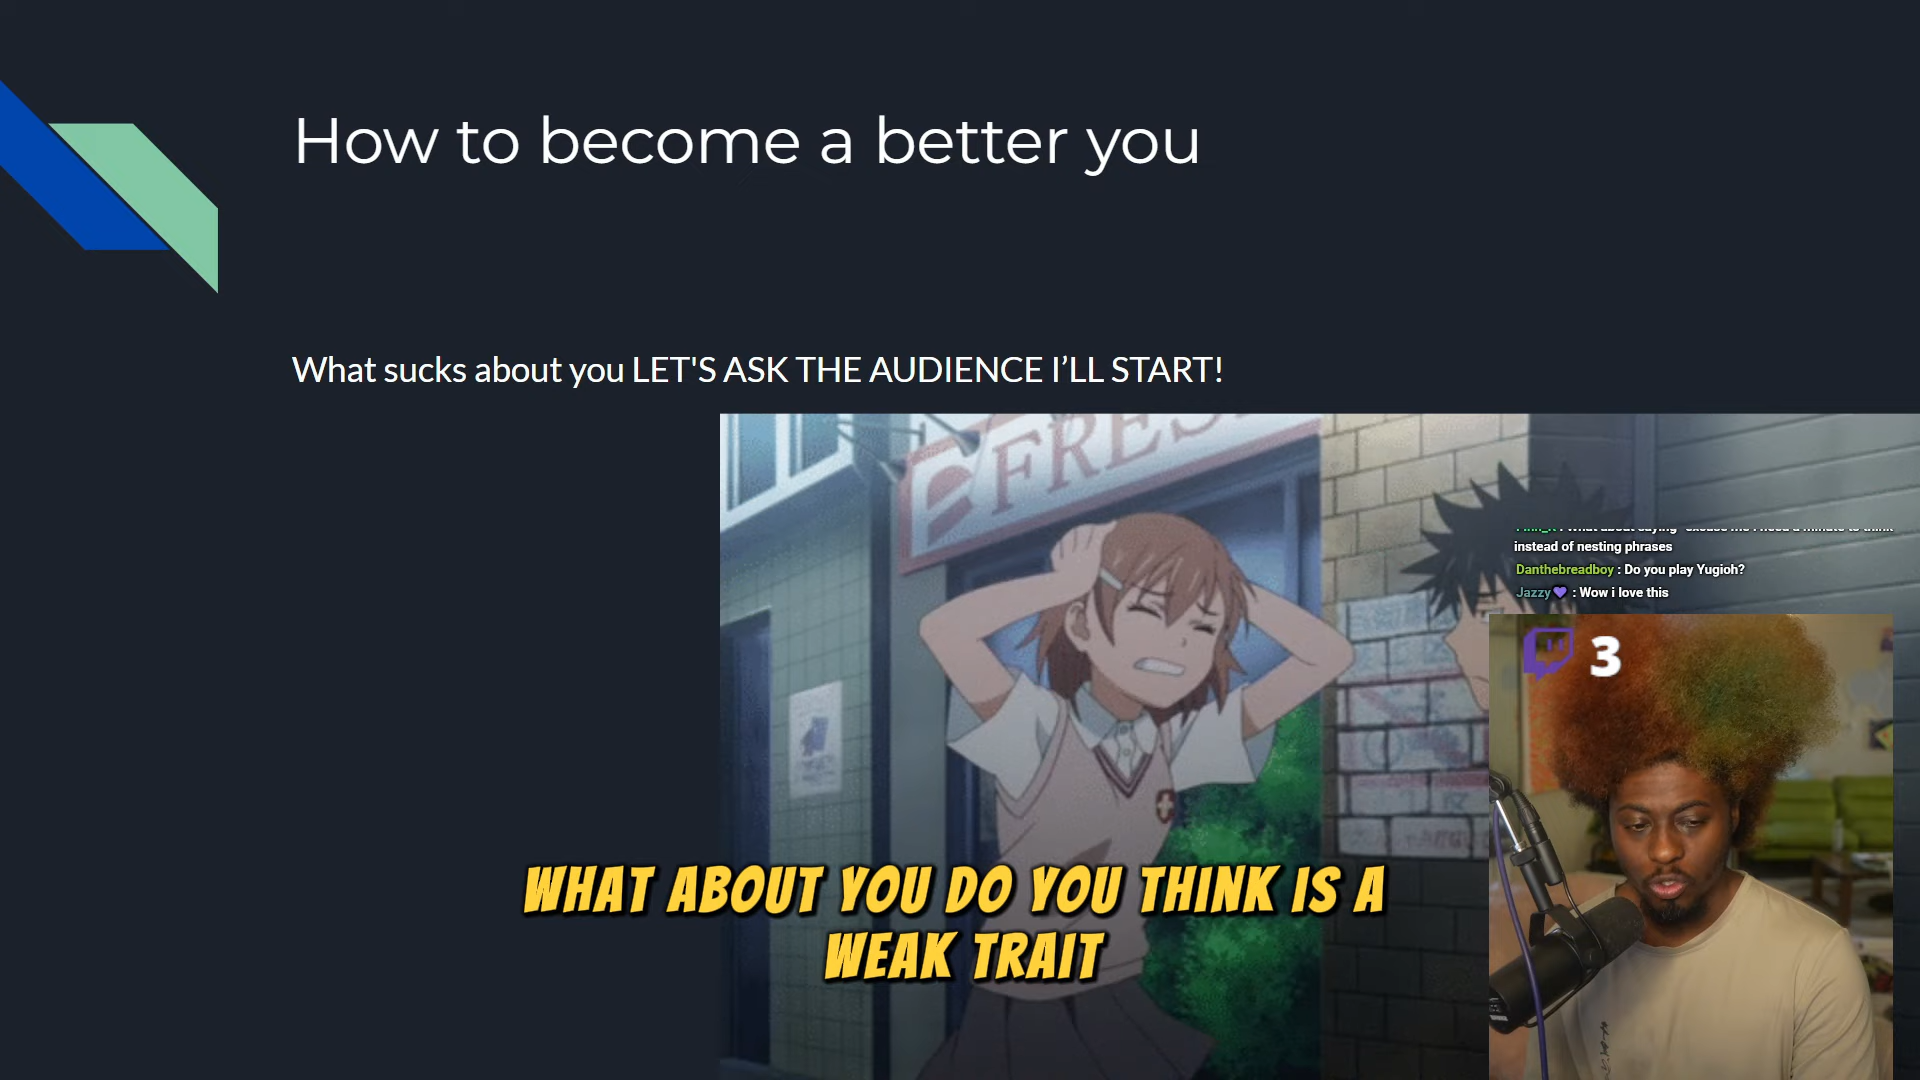 How to become a better you
What sucks about you LET'S ASK THE AUDIENCE I’LL START!
FRES
instead of nesting phrases
Danthebreadboy : Do you play Yugioh?
Jazzy💜 : Wow i love this
3
WHAT ABOUT YOU DO YOU THINK IS A
WEAK TRAIT